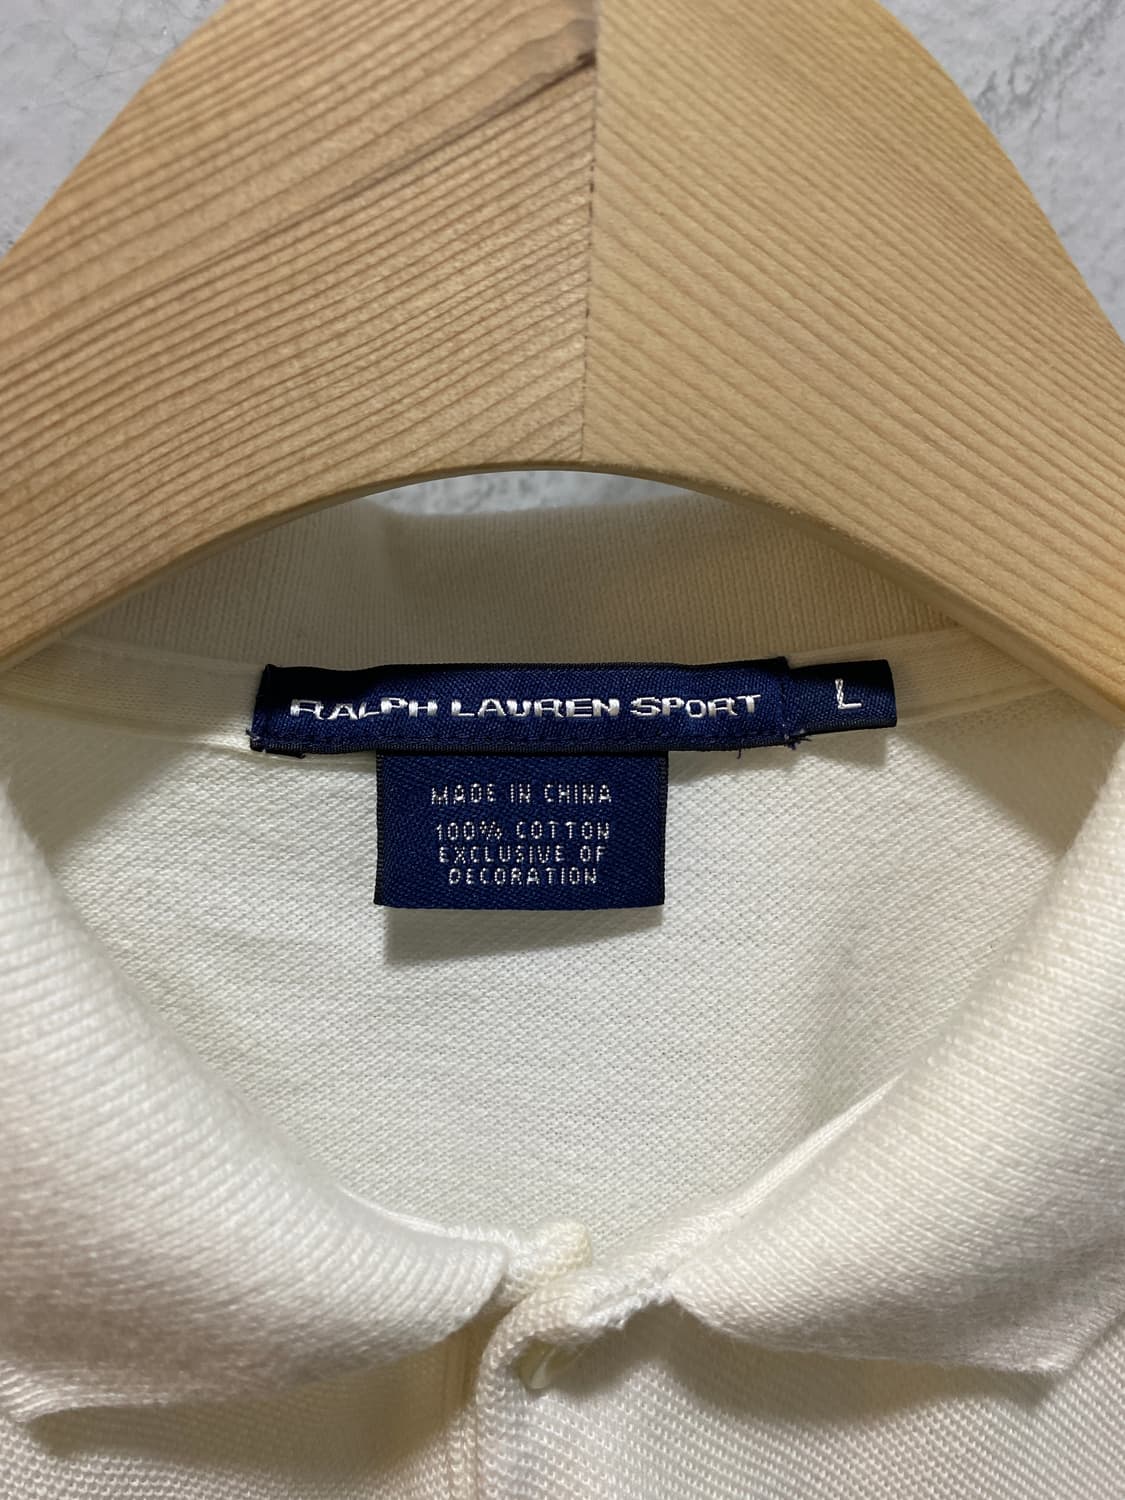 RALPH LAUREN SPORT L
MADE IN CHINA
100% COTTON
EXCLUSIVE OF
DECORATION